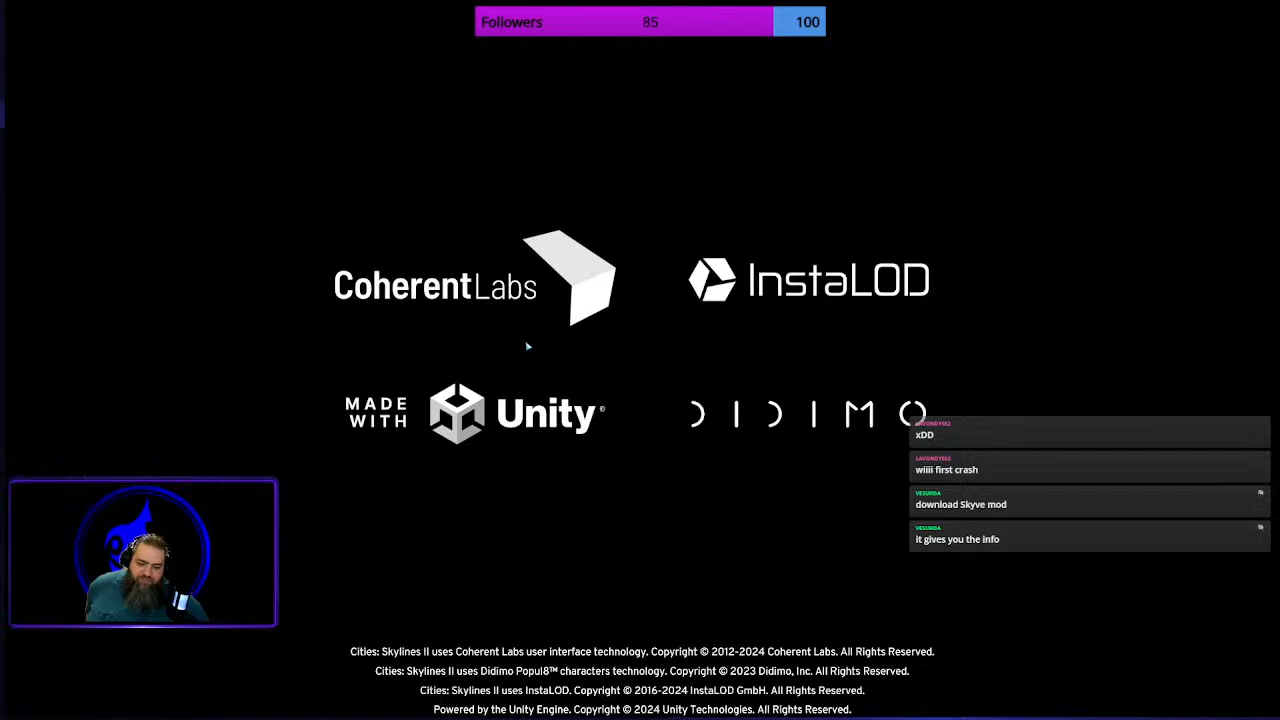 Followers 85 100
CoherentLabs
InstaLOD
MADE WITH Unity®
DIDIMO
LAVONDYSS2
xDD
LAVONDYSS2
wiiii first crash
VESUNDA
download Skyve mod
VESUNDA
it gives you the info
Cities: Skylines II uses Coherent Labs user interface technology. Copyright © 2012-2024 Coherent Labs. All Rights Reserved.
Cities: Skylines II uses Didimo Popul8™ characters technology. Copyright © 2023 Didimo, Inc. All Rights Reserved.
Cities: Skylines II uses InstaLOD. Copyright © 2016-2024 InstaLOD GmbH. All Rights Reserved.
Powered by the Unity Engine. Copyright © 2024 Unity Technologies. All Rights Reserved.